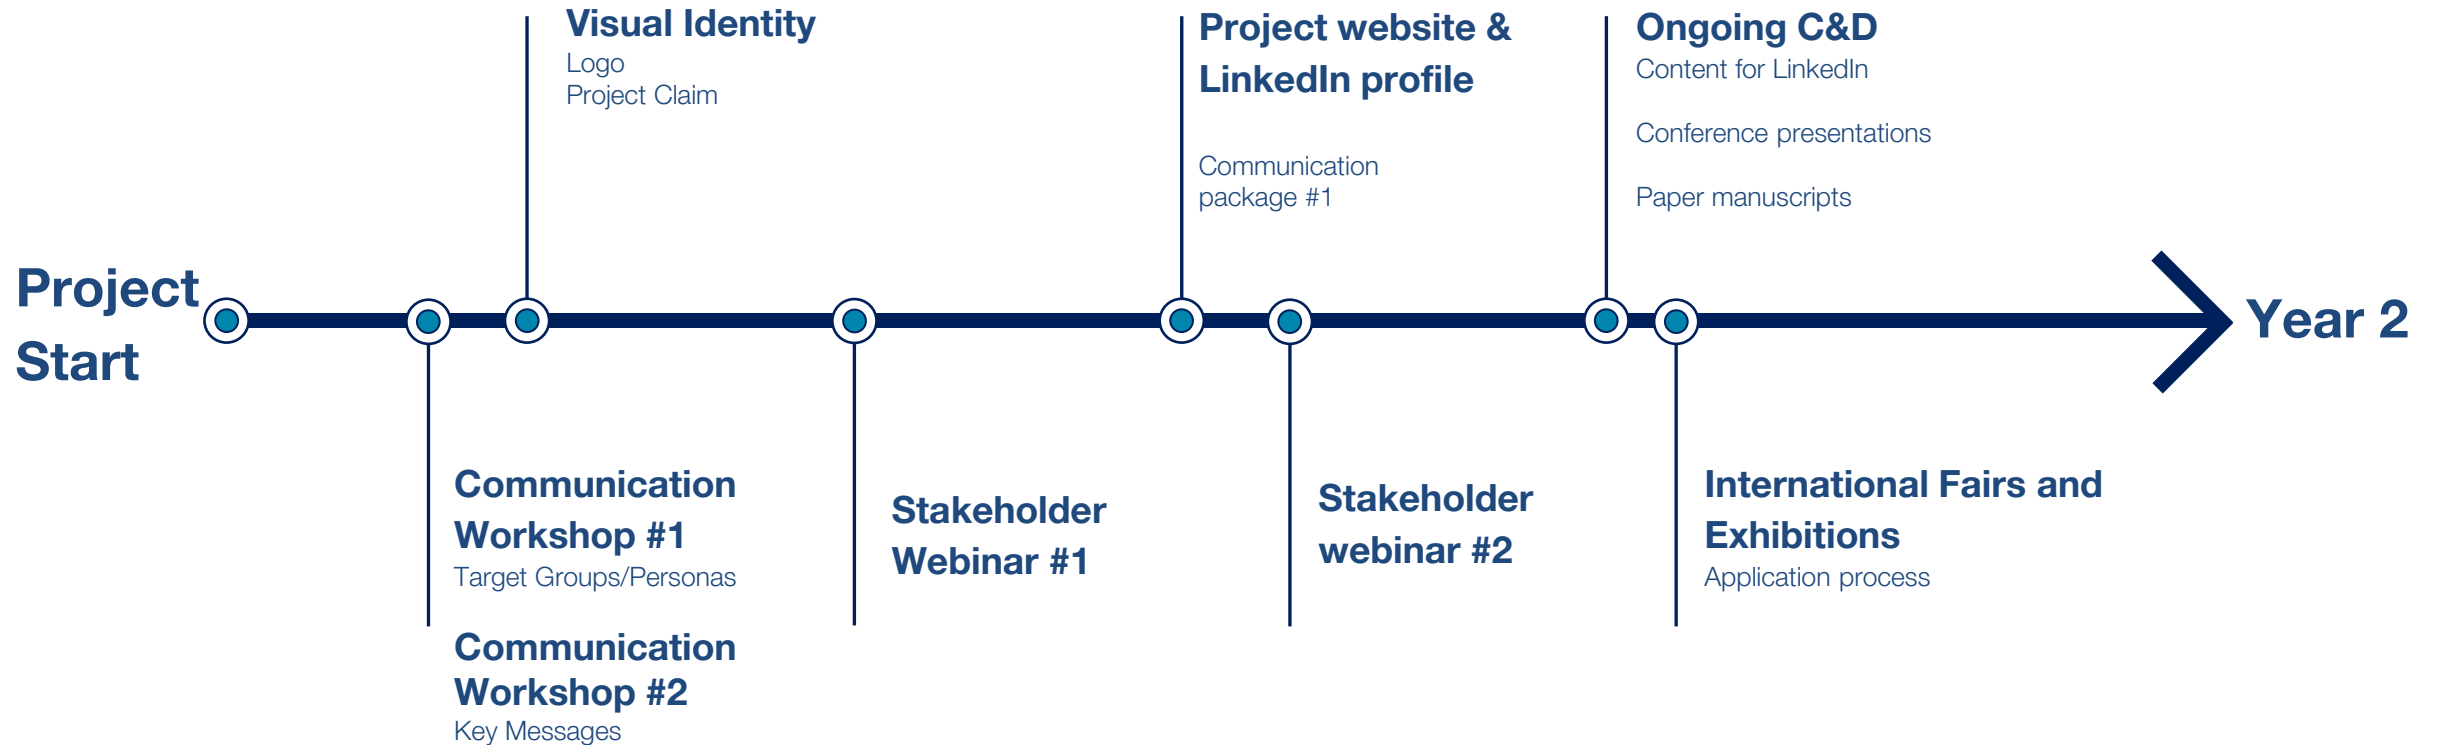 Visual Identity
Logo
Project Claim
Project website &
LinkedIn profile
Communication
package #1
Ongoing C&D
Content for LinkedIn
Conference presentations
Paper manuscripts
Project
Start
Year 2
Communication
Workshop #1
Target Groups/Personas
Communication
Workshop #2
Key Messages
Stakeholder
Webinar #1
Stakeholder
webinar #2
International Fairs and
Exhibitions
Application process